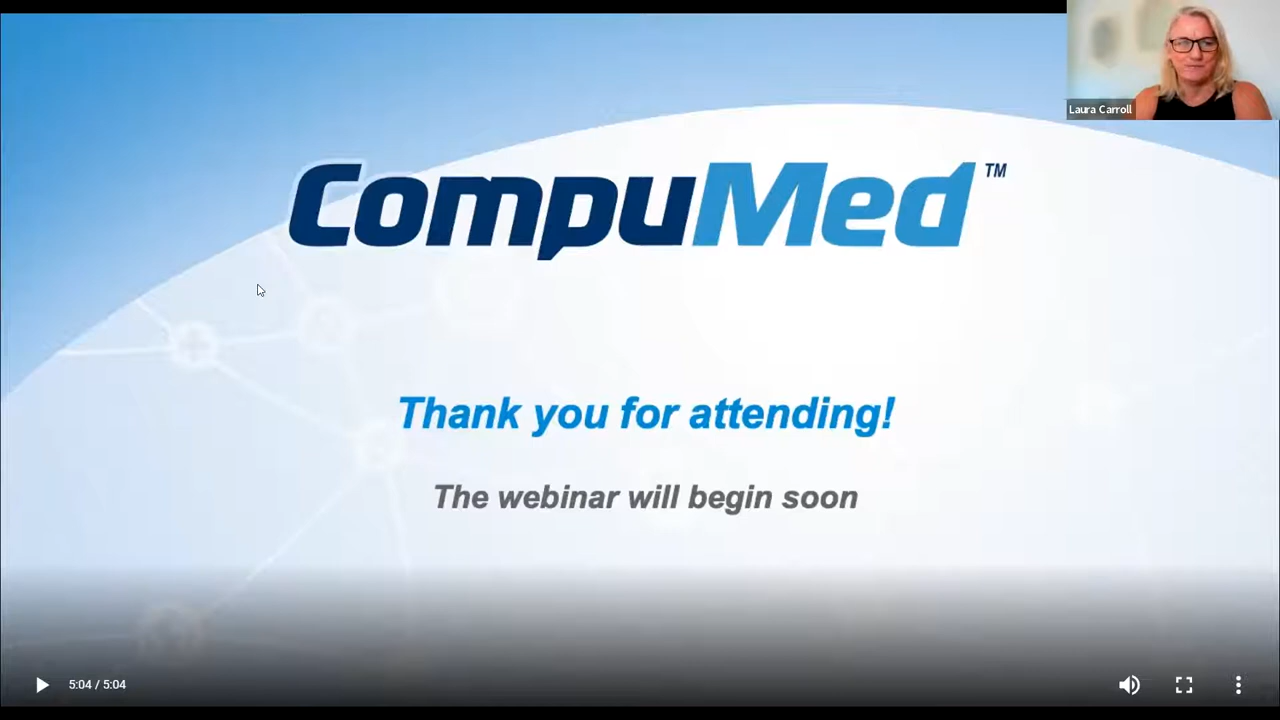 Laura Carroll
CompuMed™
Thank you for attending!
The webinar will begin soon
5:04 / 5:04